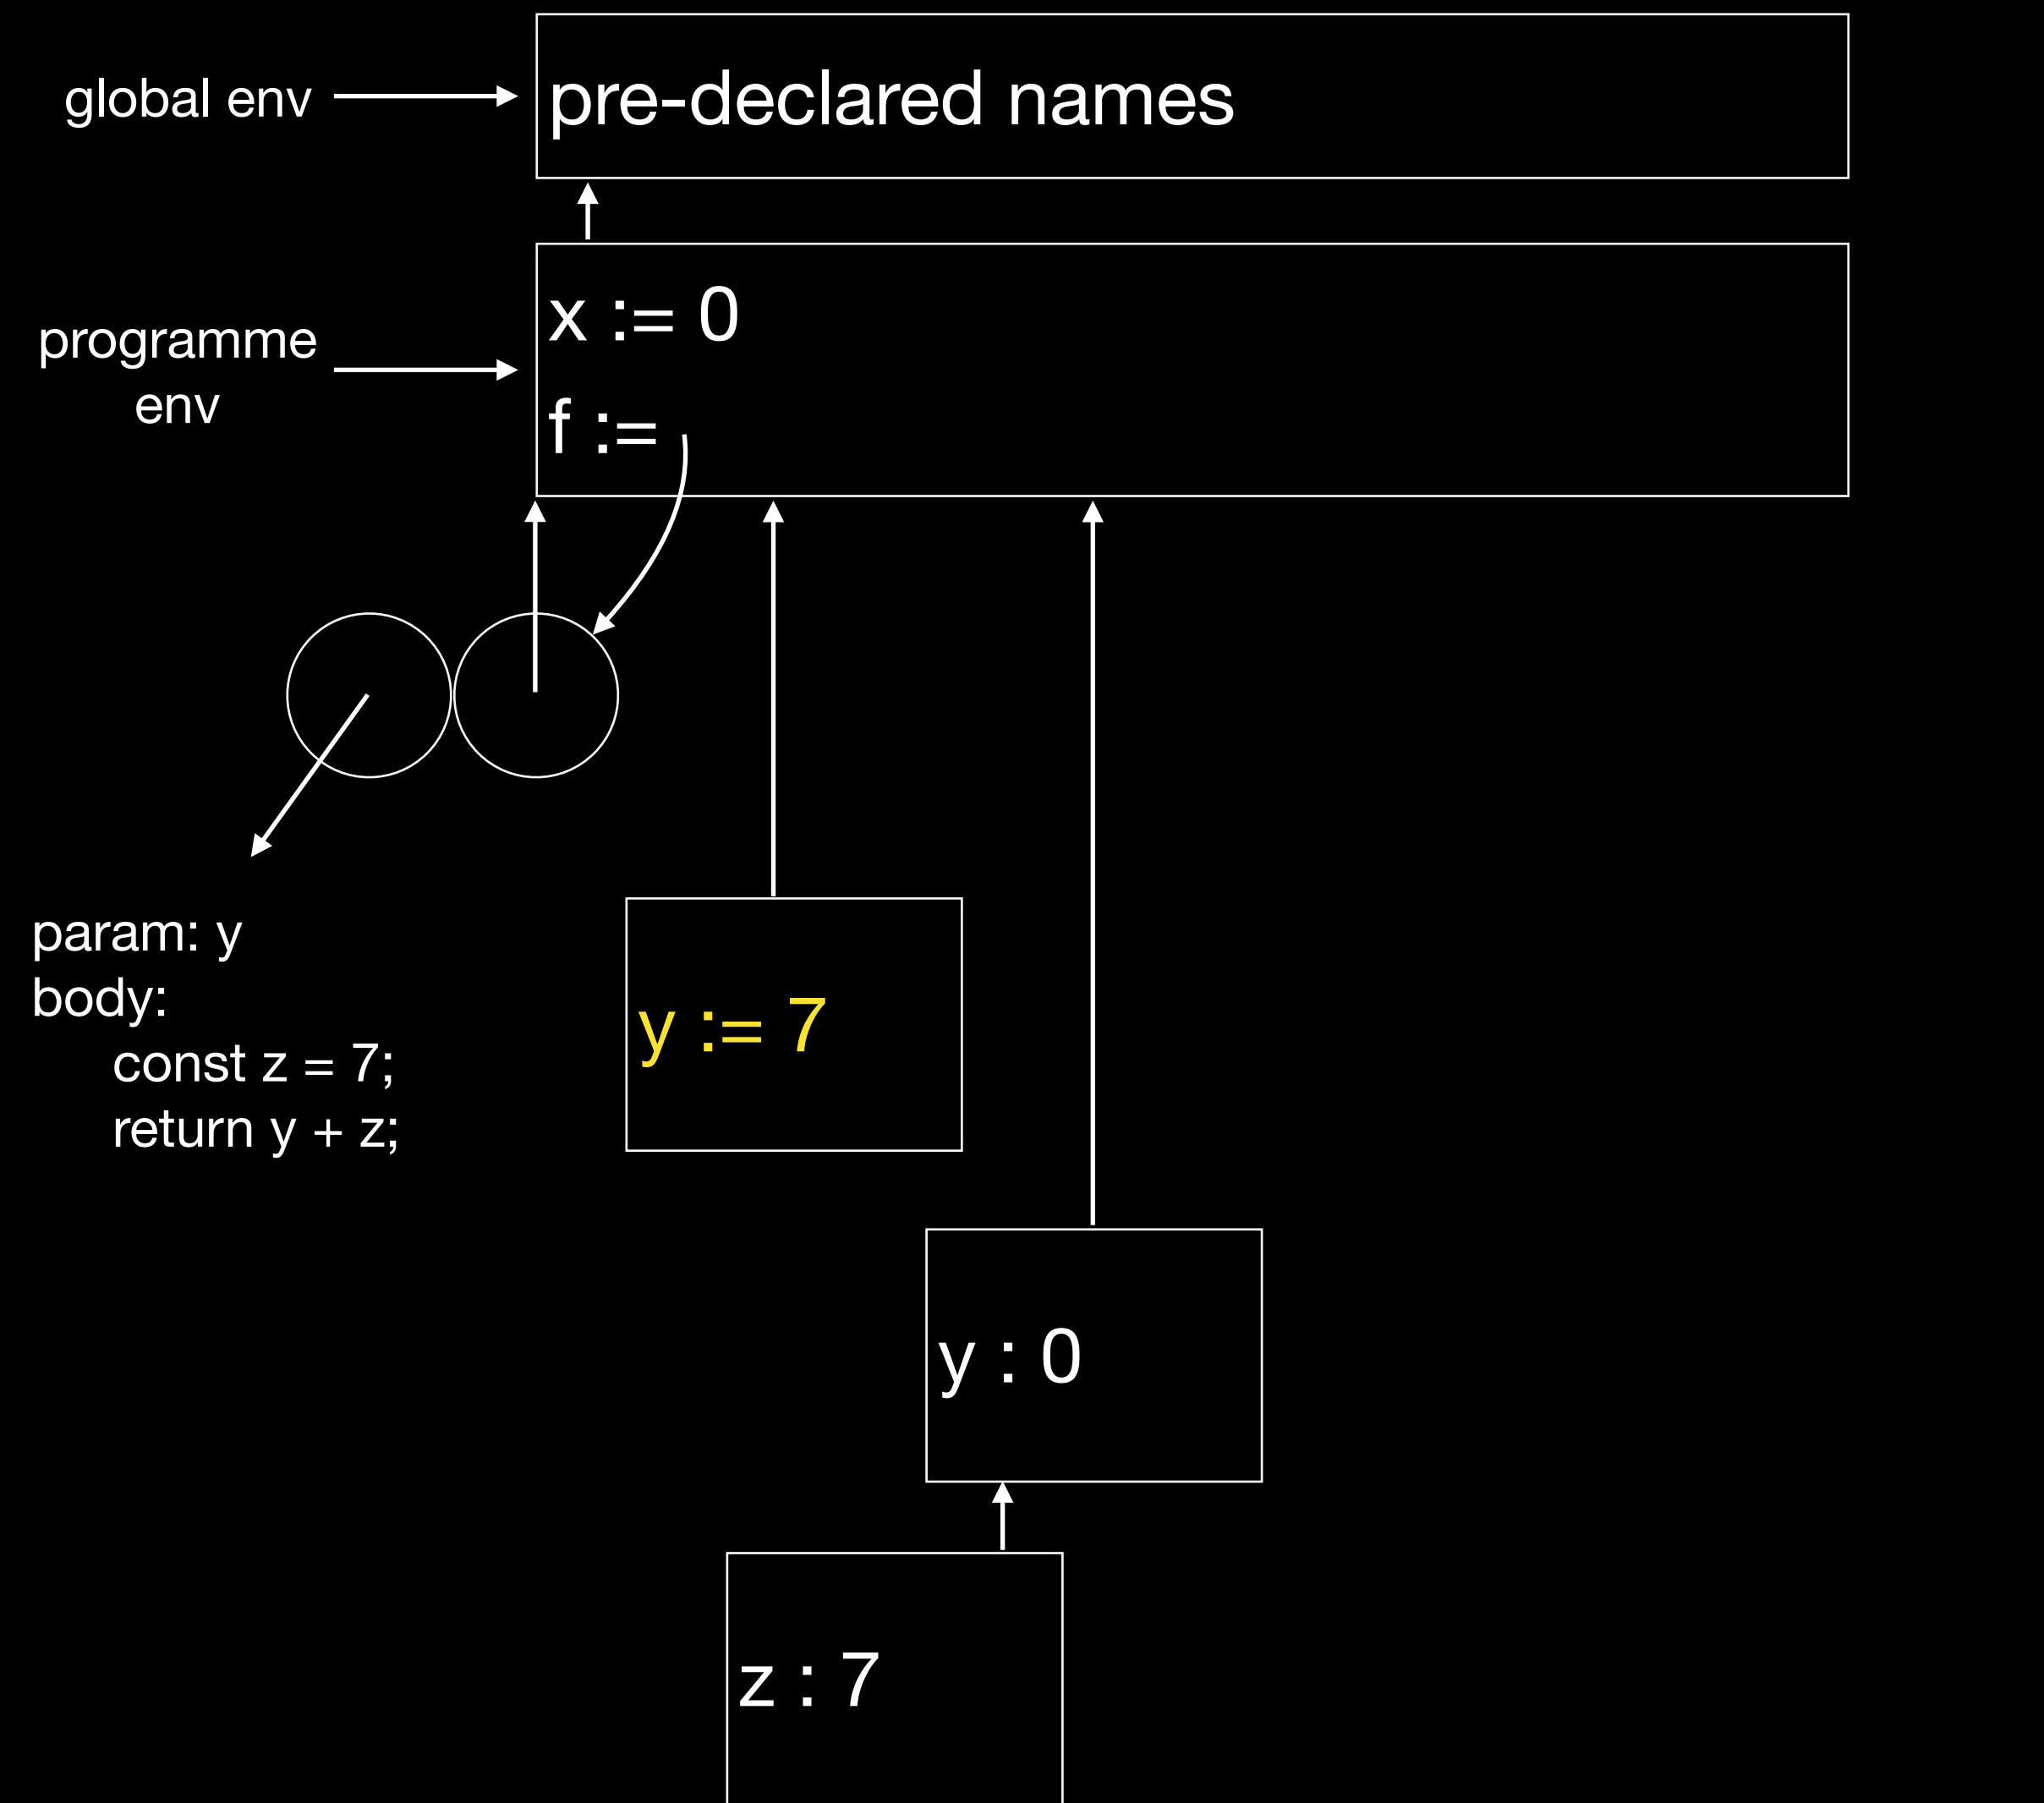 global env
pre-declared names
programme
env
x := 0
f :=
param: y
body:
const z = 7;
return y + z;
y := 7
y : 0
z : 7